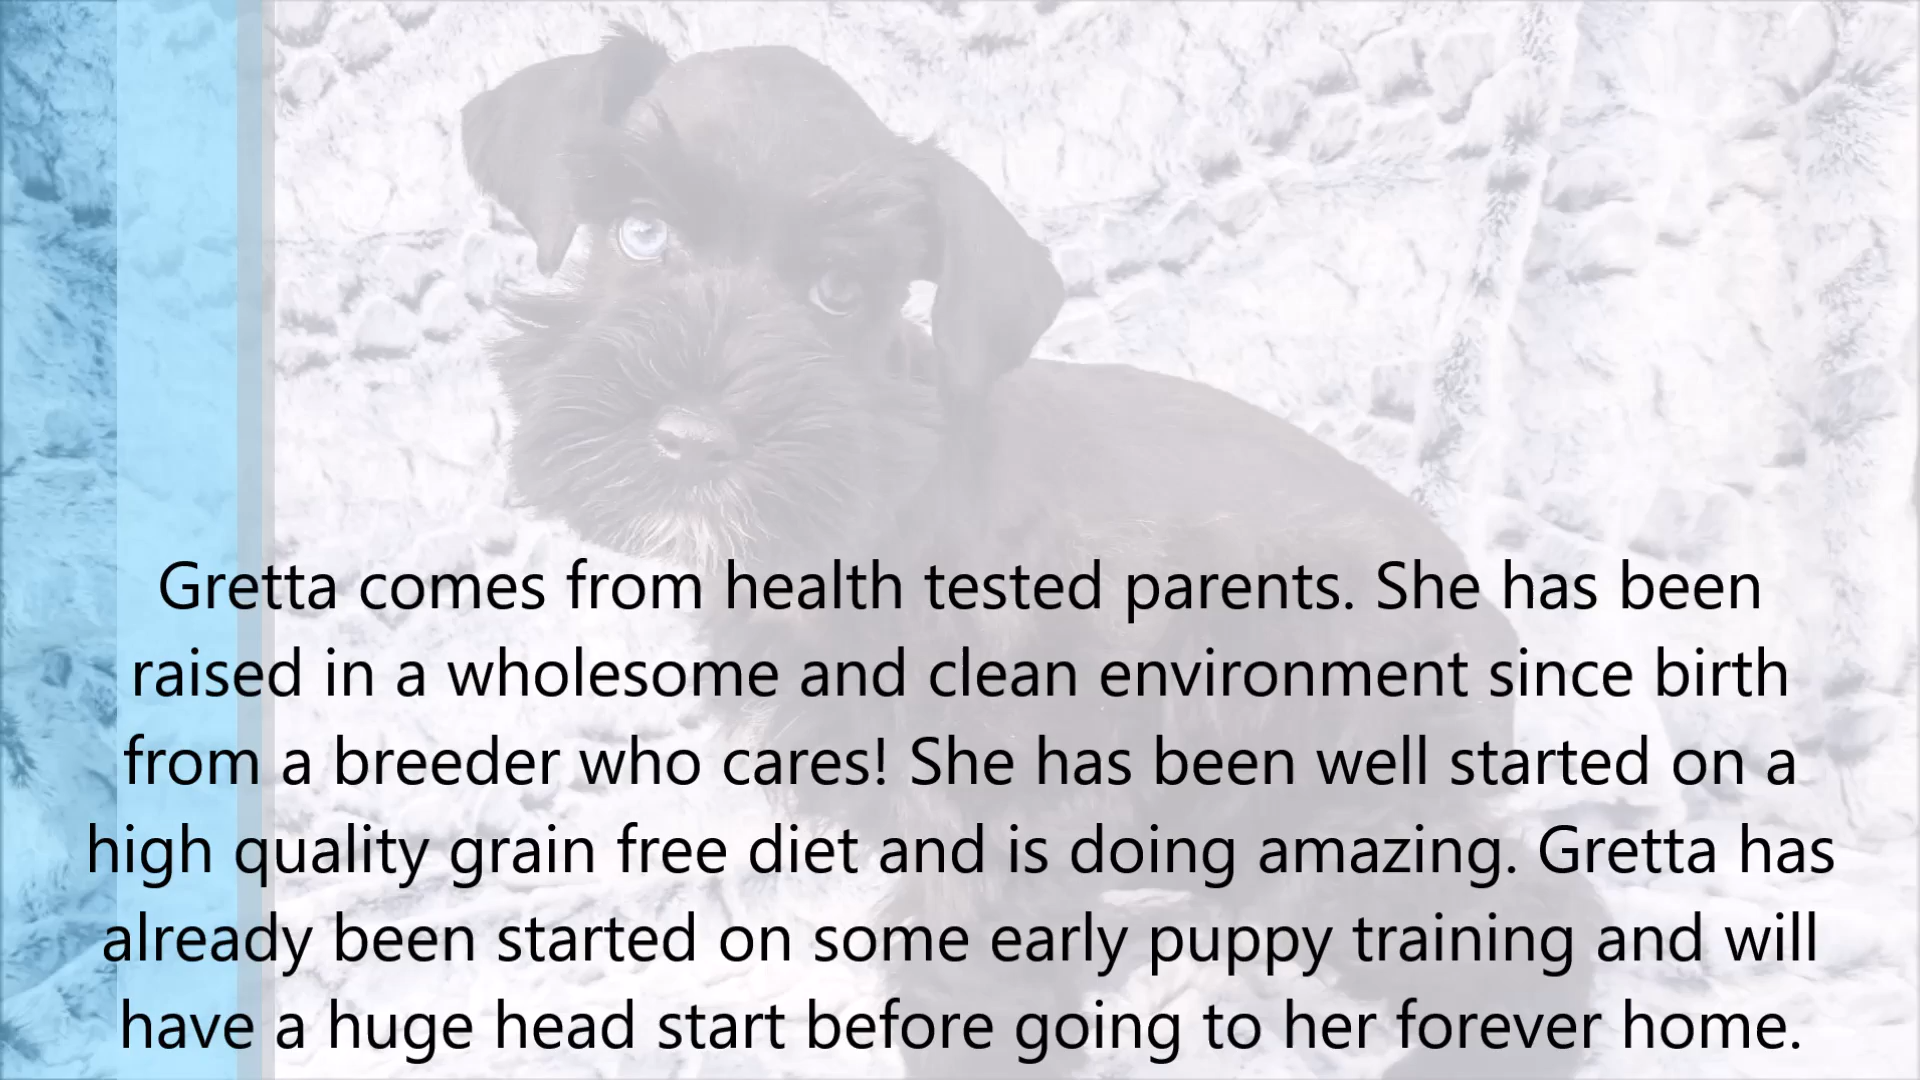 Gretta comes from health tested parents. She has been
raised in a wholesome and clean environment since birth
from a breeder who cares! She has been well started on a
high quality grain free diet and is doing amazing. Gretta has
already been started on some early puppy training and will
have a huge head start before going to her forever home.